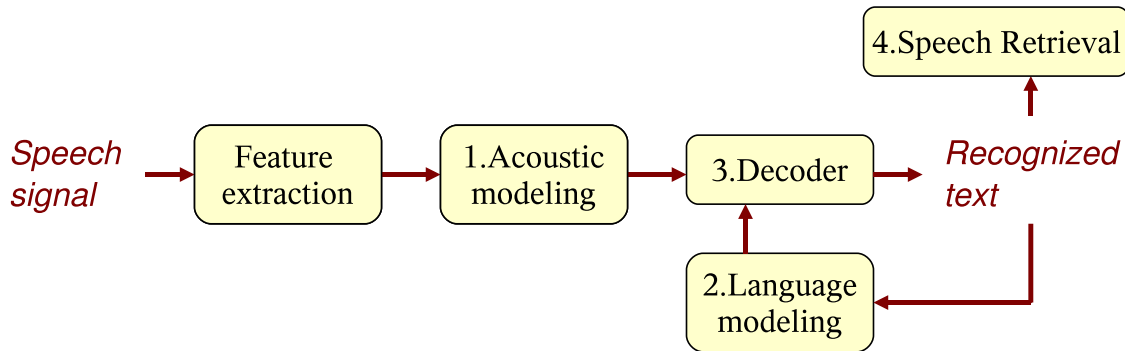 4.Speech Retrieval
Speech
signal
Feature
extraction
1.Acoustic
modeling
3.Decoder
Recognized
text
2.Language
modeling